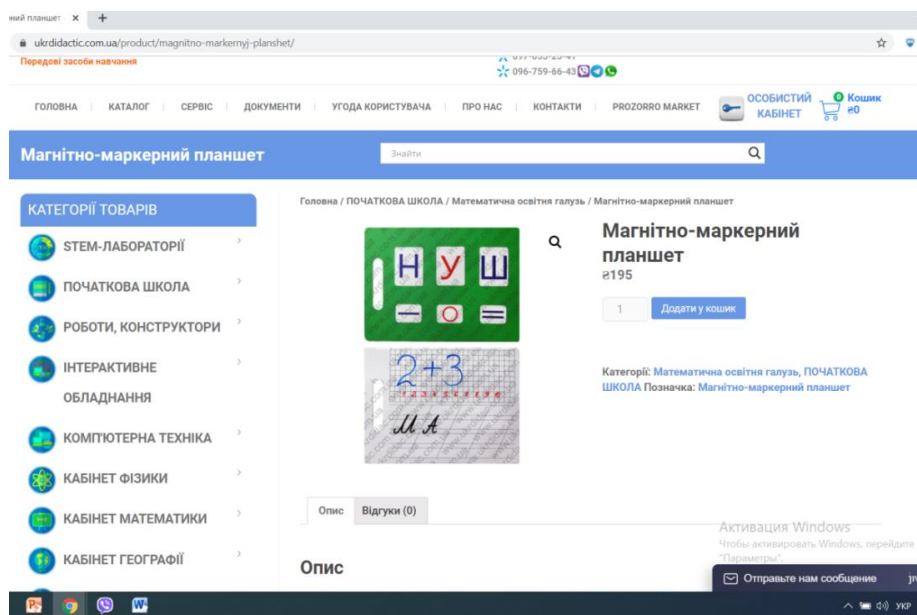 ний планшет
ukrdidactic.com.ua/product/magnitno-markernyj-planshet/
Передові засоби навчання
096-759-66-43
ГОЛОВНА
КАТАЛОГ
СЕРВІС
ДОКУМЕНТИ
УГОДА КОРИСТУВАЧА
ПРО НАС
КОНТАКТИ
PROZORRO MARKET
ОСОБИСТИЙ
КАБІНЕТ
0 Кошик
₴0
Магнітно-маркерний планшет
Знайти
КАТЕГОРІЇ ТОВАРІВ
STEM-ЛАБОРАТОРІЇ
ПОЧАТКОВА ШКОЛА
РОБОТИ, КОНСТРУКТОРИ
ІНТЕРАКТИВНЕ
ОБЛАДНАННЯ
КОМП'ЮТЕРНА ТЕХНІКА
КАБІНЕТ ФІЗИКИ
КАБІНЕТ МАТЕМАТИКИ
КАБІНЕТ ГЕОГРАФІЇ
Головна / ПОЧАТКОВА ШКОЛА / Математична освітня галузь / Магнітно-маркерний планшет
Н У Ш
– О =
2+3
М А
Магнітно-маркерний
планшет
₴195
1
Додати у кошик
Категорії: Математична освітня галузь, ПОЧАТКОВА
ШКОЛА Позначка: Магнітно-маркерний планшет
Опис
Відгуки (0)
Опис
Активация Windows
Чтобы активировать Windows, перейдите
"Параметры".
Отправьте нам сообщение
УКР